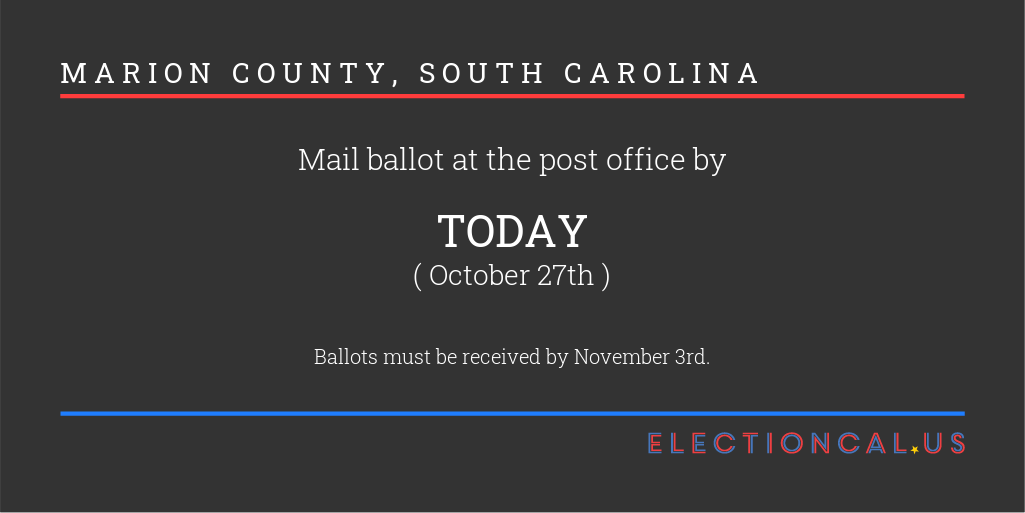 MARION COUNTY, SOUTH CAROLINA
Mail ballot at the post office by
TODAY
( October 27th )
Ballots must be received by November 3rd.
ELECTIONCAL.US